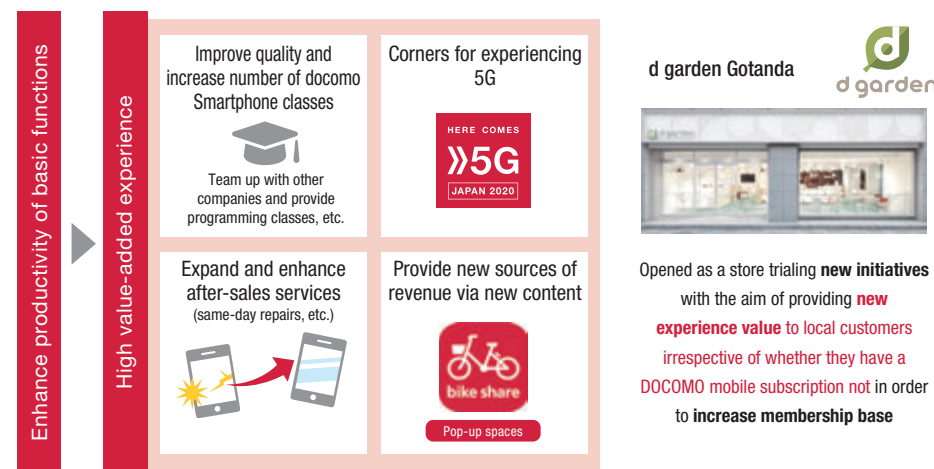 Enhance productivity of basic functions
High value-added experience
Improve quality and
increase number of docomo
Smartphone classes
Team up with other
companies and provide
programming classes, etc.
Corners for experiencing
5G
HERE COMES
5G
JAPAN 2020
Expand and enhance
after-sales services
(same-day repairs, etc.)
Provide new sources of
revenue via new content
bike share
Pop-up spaces
d garden Gotanda
d
d garden
d garden
Opened as a store trialing new initiatives
with the aim of providing new
experience value to local customers
irrespective of whether they have a
DOCOMO mobile subscription not in order
to increase membership base